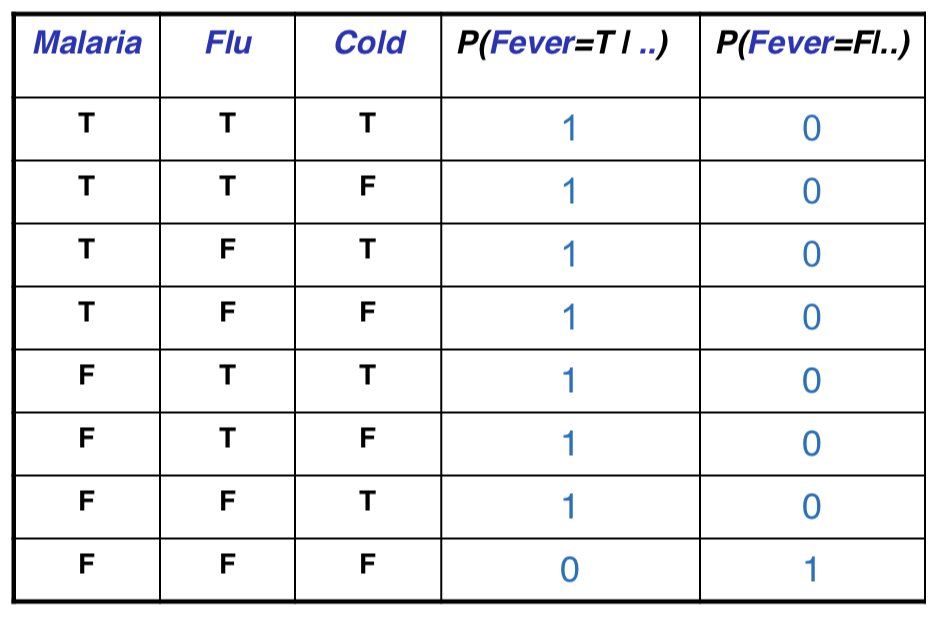 Malaria Flu Cold P(Fever=T | ..) P(Fever=F|..)
T T T 1 0
T T F 1 0
T F T 1 0
T F F 1 0
F T T 1 0
F T F 1 0
F F T 1 0
F F F 0 1